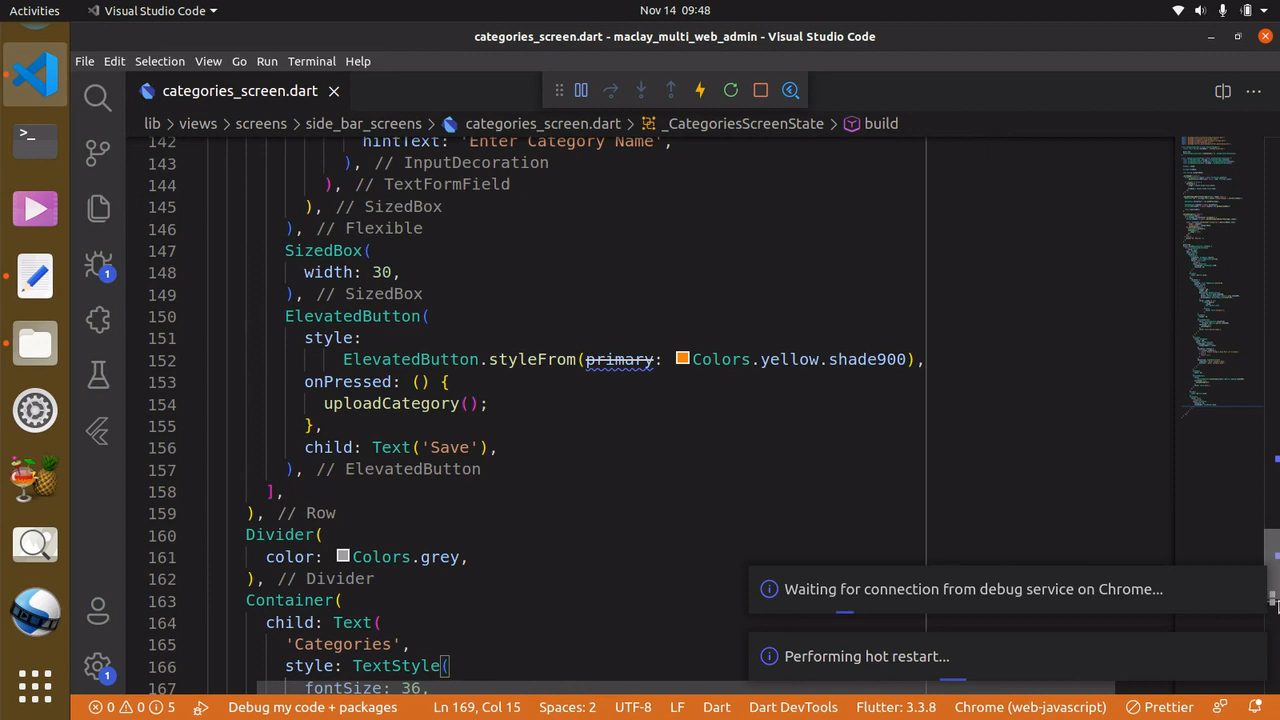 Activities
Visual Studio Code
Nov 14 09:48
categories_screen.dart - maclay_multi_web_admin - Visual Studio Code
File Edit Selection View Go Run Terminal Help
categories_screen.dart
lib > views > screens > side_bar_screens > categories_screen.dart > _CategoriesScreenState > build
142 hintText: 'Enter Category Name',
143 ), // InputDecoration
144 ), // TextFormField
145 ), // SizedBox
146 ), // Flexible
147 SizedBox(
148 width: 30,
149 ), // SizedBox
150 ElevatedButton(
151 style:
152 ElevatedButton.styleFrom(primary: Colors.yellow.shade900),
153 onPressed: () {
154 uploadCategory();
155 },
156 child: Text('Save'),
157 ), // ElevatedButton
158 ],
159 ), // Row
160 Divider(
161 color: Colors.grey,
162 ), // Divider
163 Container(
164 child: Text(
165 'Categories',
166 style: TextStyle(
167 fontSize: 36,
Waiting for connection from debug service on Chrome...
Performing hot restart...
1
1
0 0 5 Debug my code + packages Ln 169, Col 15 Spaces: 2 UTF-8 LF Dart Dart DevTools Flutter: 3.3.8 Chrome (web-javascript) Prettier